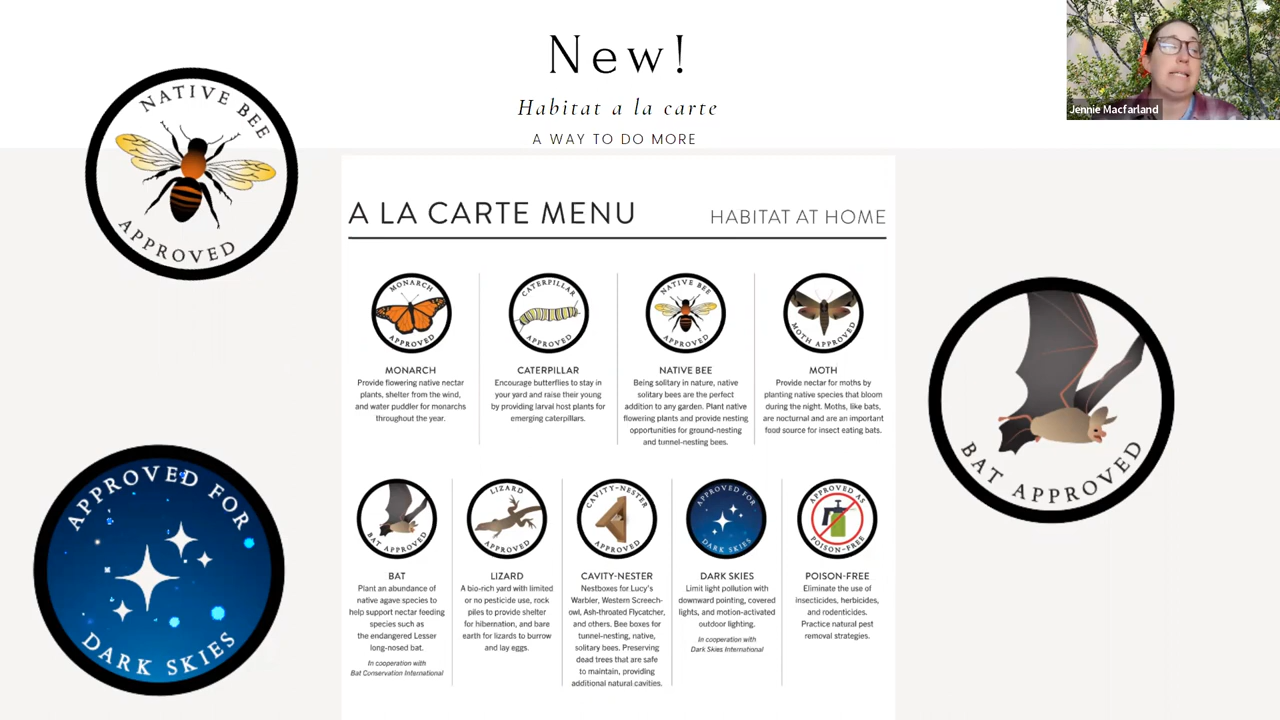 New!
Habitat a la carte
A WAY TO DO MORE
Jennie Macfarland
NATIVE BEE
APPROVED
APPROVED FOR
DARK SKIES
BAT APPROVED
A LA CARTE MENU
HABITAT AT HOME
MONARCH
APPROVED
MONARCH
Provide flowering native nectar
plants, shelter from the wind,
and water puddler for monarchs
throughout the year.
CATERPILLAR
APPROVED
CATERPILLAR
Encourage butterflies to stay in
your yard and raise their young
by providing larval host plants for
emerging caterpillars.
NATIVE BEE
APPROVED
NATIVE BEE
Being solitary in nature, native
solitary bees are the perfect
addition to any garden. Plant native
flowering plants and provide nesting
opportunities for ground-nesting
and tunnel-nesting bees.
MOTH APPROVED
MOTH
Provide nectar for moths by
planting native species that bloom
during the night. Moths, like bats,
are nocturnal and are an important
food source for insect eating bats.
BAT APPROVED
BAT
Plant an abundance of
native agave species to
help support nectar feeding
species such as
the endangered Lesser
long-nosed bat.
In cooperation with
Bat Conservation International
LIZARD
APPROVED
LIZARD
A bio-rich yard with limited
or no pesticide use, rock
piles to provide shelter
for hibernation, and bare
earth for lizards to burrow
and lay eggs.
CAVITY-NESTER
APPROVED
CAVITY-NESTER
Nestboxes for Lucy's
Warbler, Western Screech-
owl, Ash-throated Flycatcher,
and others. Bee boxes for
tunnel-nesting, native,
solitary bees. Preserving
dead trees that are safe
to maintain, providing
additional natural cavities.
APPROVED FOR
DARK SKIES
DARK SKIES
Limit light pollution with
downward pointing, covered
lights, and motion-activated
outdoor lighting.
In cooperation with
Dark Skies International
APPROVED AS
POISON-FREE
POISON-FREE
Eliminate the use of
insecticides, herbicides,
and rodenticides.
Practice natural pest
removal strategies.